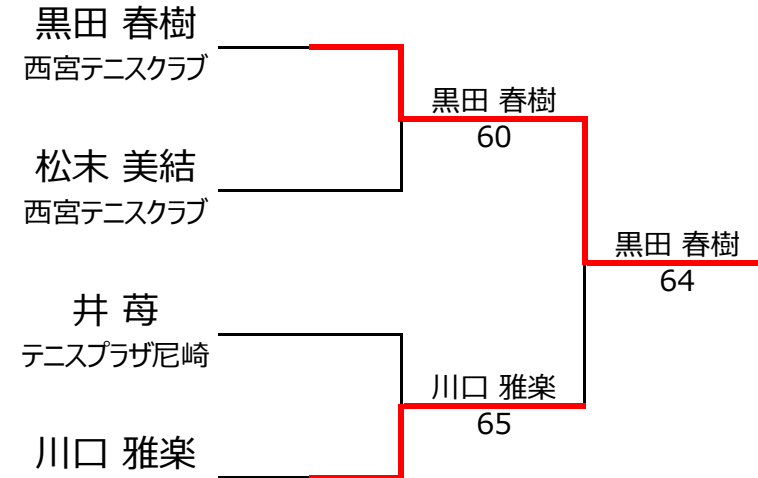 黒田 春樹
西宮テニスクラブ
黒田 春樹
60
松末 美結
西宮テニスクラブ
黒田 春樹
64
井 苺
テニスプラザ尼崎
川口 雅楽
65
川口 雅楽